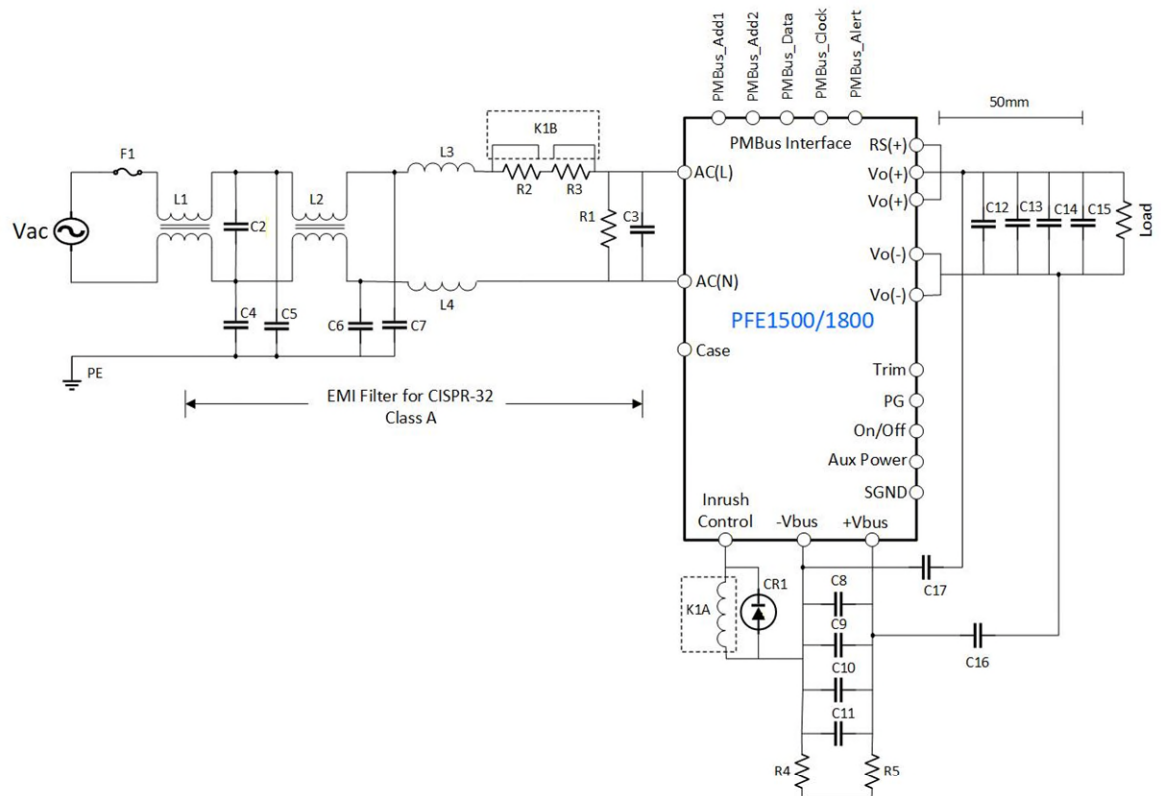 PMBus_Add1
PMBus_Add2
PMBus_Data
PMBus_Clock
PMBus_Alert
50mm
K1B
PMBus Interface
RS(+)
F1
L3
R2
R3
AC(L)
Vo(+)
Vo(+)
L1
L2
C2
R1
C3
C12
C13
C14
C15
Load
Vac
Vo(-)
AC(N)
Vo(-)
L4
C4
C5
C6
C7
PFE1500/1800
Case
PE
Trim
EMI Filter for CISPR-32
Class A
PG
On/Off
Aux Power
SGND
Inrush
Control
-Vbus
+Vbus
K1A
CR1
C8
C17
C9
C16
C10
C11
R4
R5